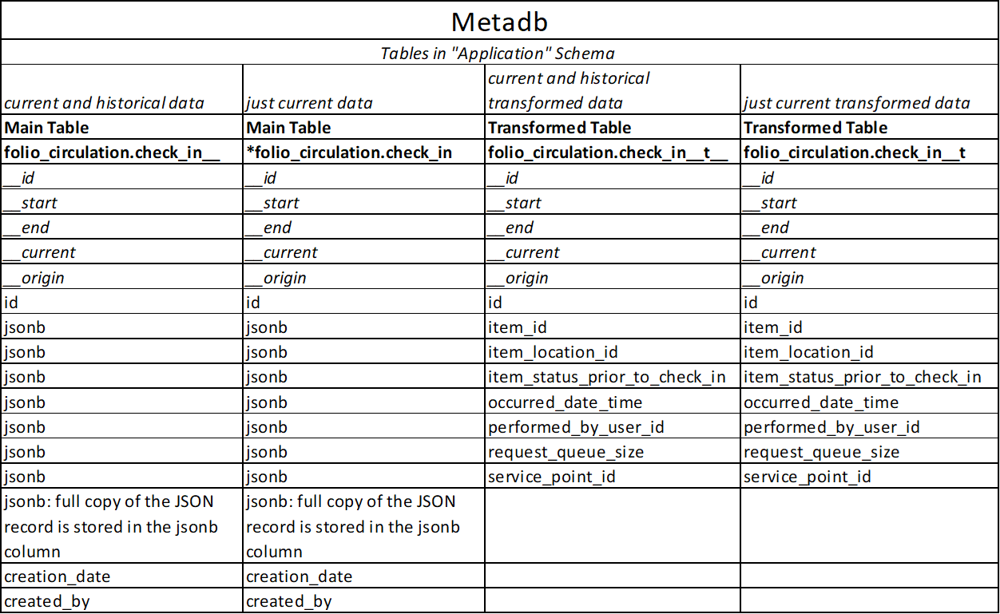 Metadb
Tables in "Application" Schema
current and historical data | just current data | current and historical transformed data | just current transformed data
Main Table | Main Table | Transformed Table | Transformed Table
folio_circulation.check_in__ | *folio_circulation.check_in | folio_circulation.check_in__t__ | folio_circulation.check_in__t
__id | __id | __id | __id
__start | __start | __start | __start
__end | __end | __end | __end
__current | __current | __current | __current
__origin | __origin | __origin | __origin
id | id | id | id
jsonb | jsonb | item_id | item_id
jsonb | jsonb | item_location_id | item_location_id
jsonb | jsonb | item_status_prior_to_check_in | item_status_prior_to_check_in
jsonb | jsonb | occurred_date_time | occurred_date_time
jsonb | jsonb | performed_by_user_id | performed_by_user_id
jsonb | jsonb | request_queue_size | request_queue_size
jsonb | jsonb | service_point_id | service_point_id
jsonb: full copy of the JSON record is stored in the jsonb column | jsonb: full copy of the JSON record is stored in the jsonb column
creation_date | creation_date
created_by | created_by